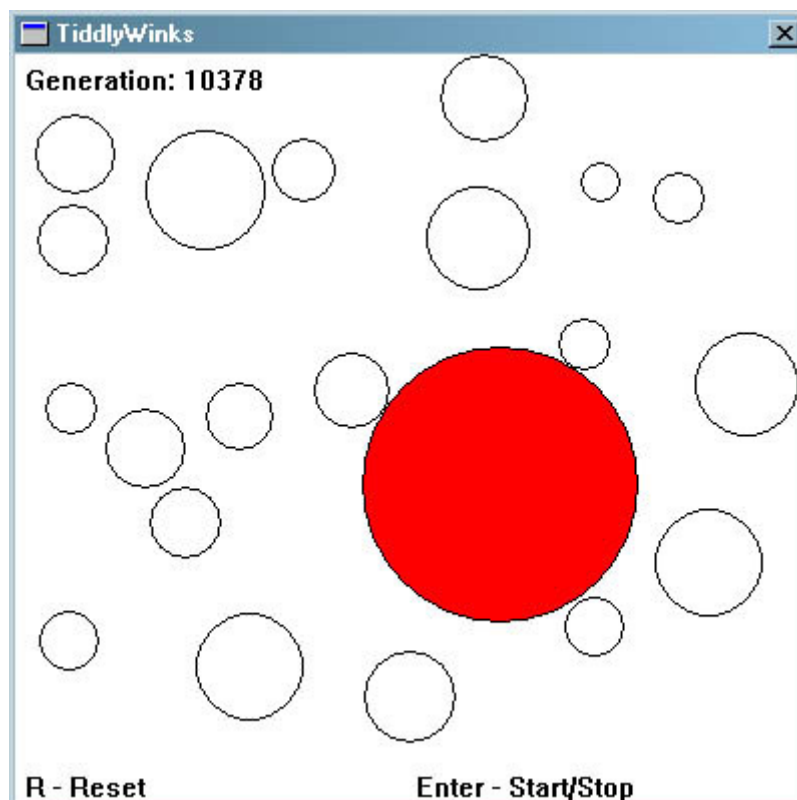 TiddlyWinks
Generation: 10378
R - Reset Enter - Start/Stop